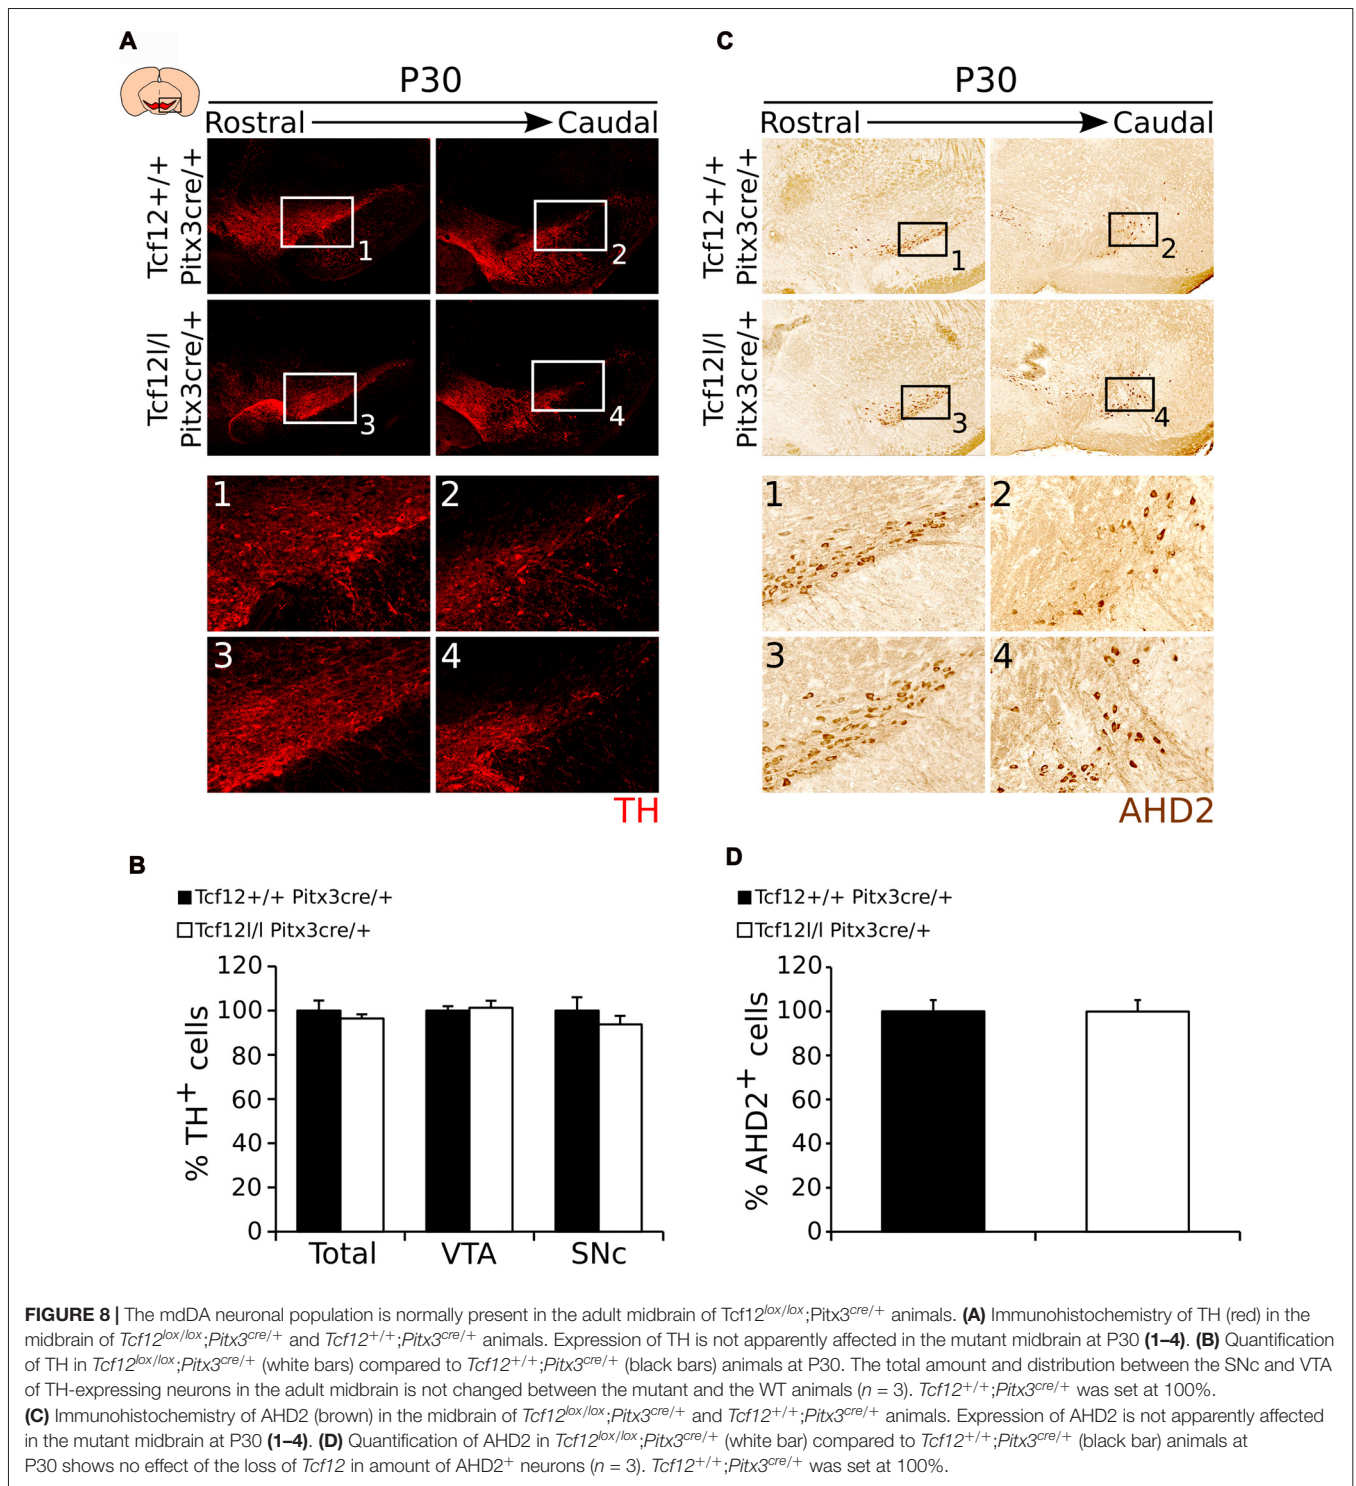 A
P30
Rostral
Caudal
Tcf12+/+
Pitx3cre/+
1
2
Tcf12l/l
Pitx3cre/+
3
4
1
2
3
4
TH
C
P30
Rostral
Caudal
Tcf12+/+
Pitx3cre/+
1
2
Tcf12l/l
Pitx3cre/+
3
4
1
2
3
4
AHD2
B
Tcf12+/+ Pitx3cre/+
Tcf12l/l Pitx3cre/+
% TH+ cells
120
100
80
60
40
20
0
Total
VTA
SNc
D
Tcf12+/+ Pitx3cre/+
Tcf12l/l Pitx3cre/+
% AHD2+ cells
120
100
80
60
40
20
0
FIGURE 8 | The mdDA neuronal population is normally present in the adult midbrain of Tcf12lox/lox;Pitx3cre/+ animals. (A) Immunohistochemistry of TH (red) in the
midbrain of Tcf12lox/lox;Pitx3cre/+ and Tcf12+/+;Pitx3cre/+ animals. Expression of TH is not apparently affected in the mutant midbrain at P30 (1–4). (B) Quantification
of TH in Tcf12lox/lox;Pitx3cre/+ (white bars) compared to Tcf12+/+;Pitx3cre/+ (black bars) animals at P30. The total amount and distribution between the SNc and VTA
of TH-expressing neurons in the adult midbrain is not changed between the mutant and the WT animals (n = 3). Tcf12+/+;Pitx3cre/+ was set at 100%.
(C) Immunohistochemistry of AHD2 (brown) in the midbrain of Tcf12lox/lox;Pitx3cre/+ and Tcf12+/+;Pitx3cre/+ animals. Expression of AHD2 is not apparently affected
in the mutant midbrain at P30 (1–4). (D) Quantification of AHD2 in Tcf12lox/lox;Pitx3cre/+ (white bar) compared to Tcf12+/+;Pitx3cre/+ (black bar) animals at
P30 shows no effect of the loss of Tcf12 in amount of AHD2+ neurons (n = 3). Tcf12+/+;Pitx3cre/+ was set at 100%.